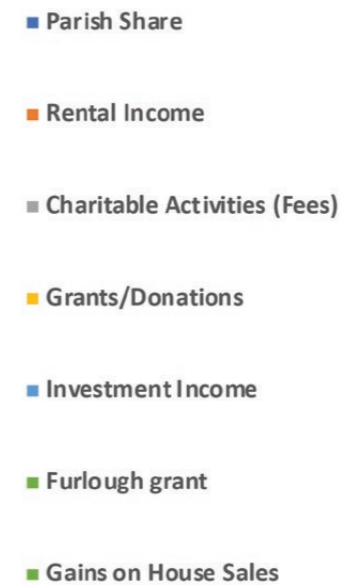 Parish Share
Rental Income
Charitable Activities (Fees)
Grants/Donations
Investment Income
Furlough grant
Gains on House Sales